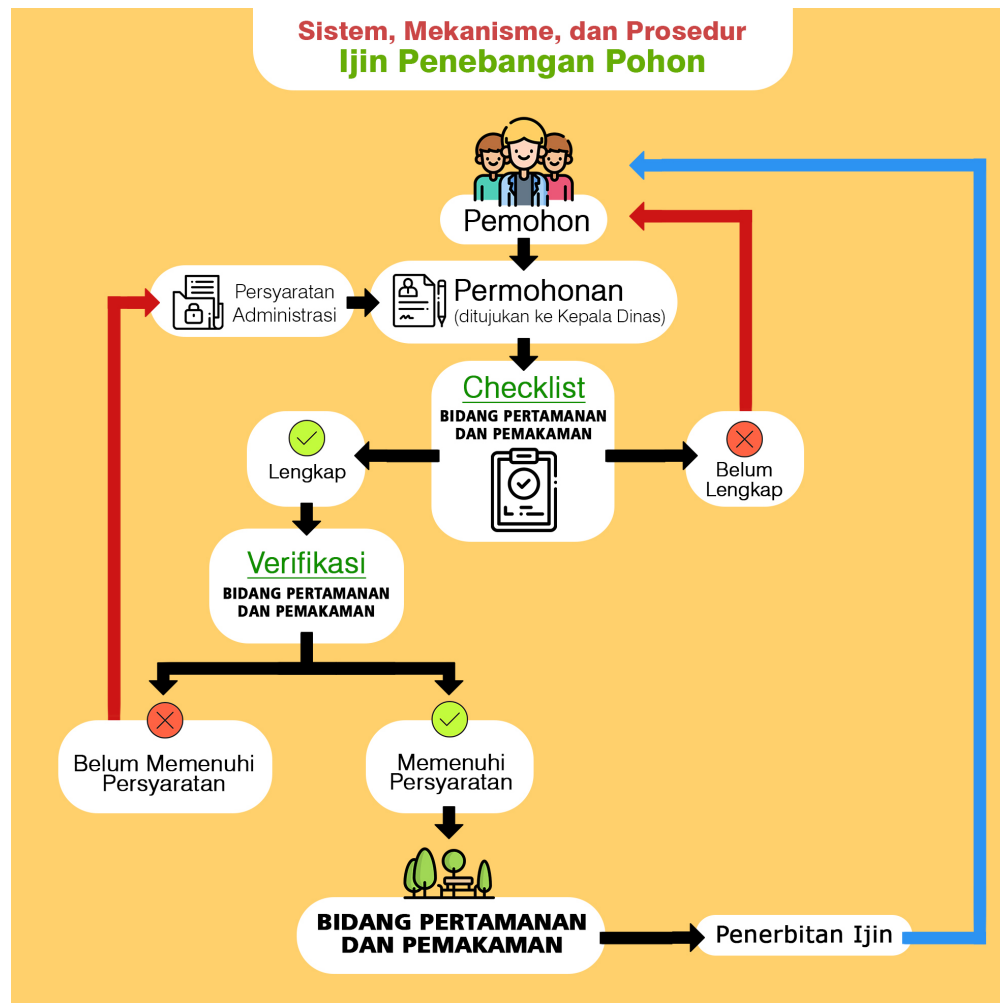 Sistem, Mekanisme, dan Prosedur
Ijin Penebangan Pohon
Pemohon
Persyaratan
Administrasi
Permohonan
(ditujukan ke Kepala Dinas)
Checklist
BIDANG PERTAMANAN
DAN PEMAKAMAN
Lengkap
Belum
Lengkap
Verifikasi
BIDANG PERTAMANAN
DAN PEMAKAMAN
Belum Memenuhi
Persyaratan
Memenuhi
Persyaratan
BIDANG PERTAMANAN
DAN PEMAKAMAN
Penerbitan Ijin